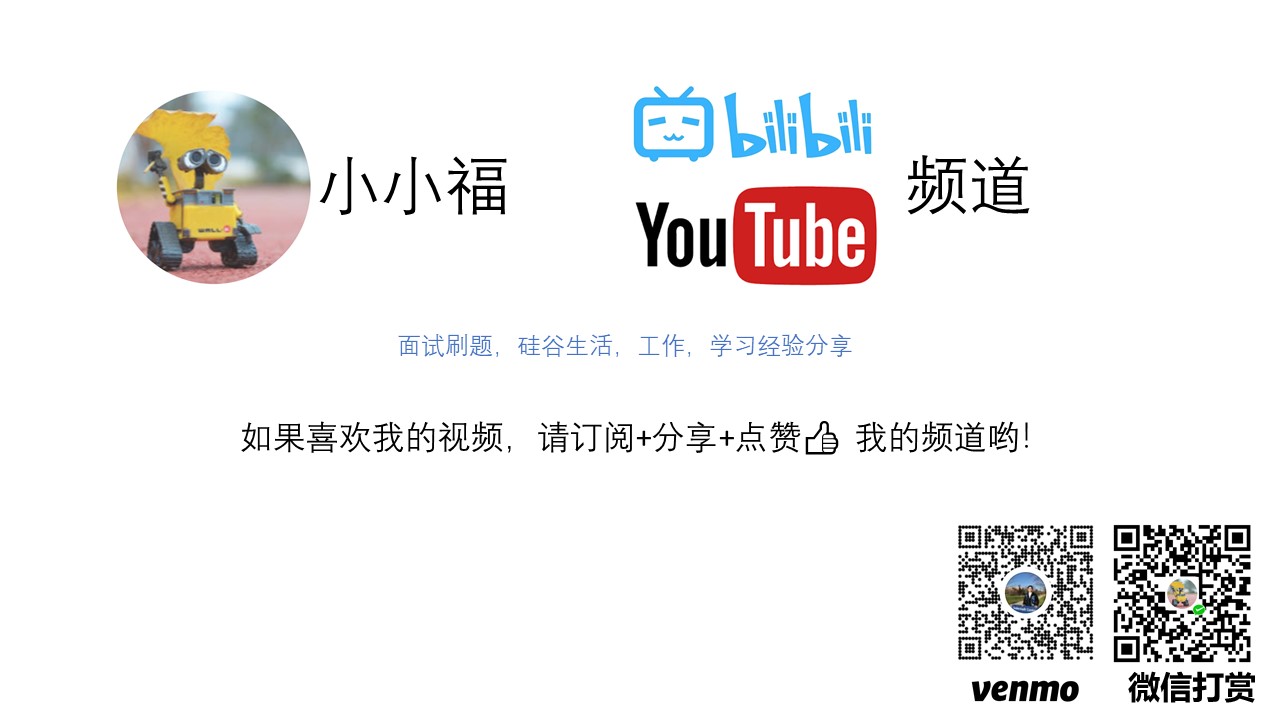 小小福
bilibili
YouTube
频道
面试刷题，硅谷生活，工作，学习经验分享
如果喜欢我的视频，请订阅+分享+点赞👍 我的频道哟！
venmo
微信打赏
WALL·E